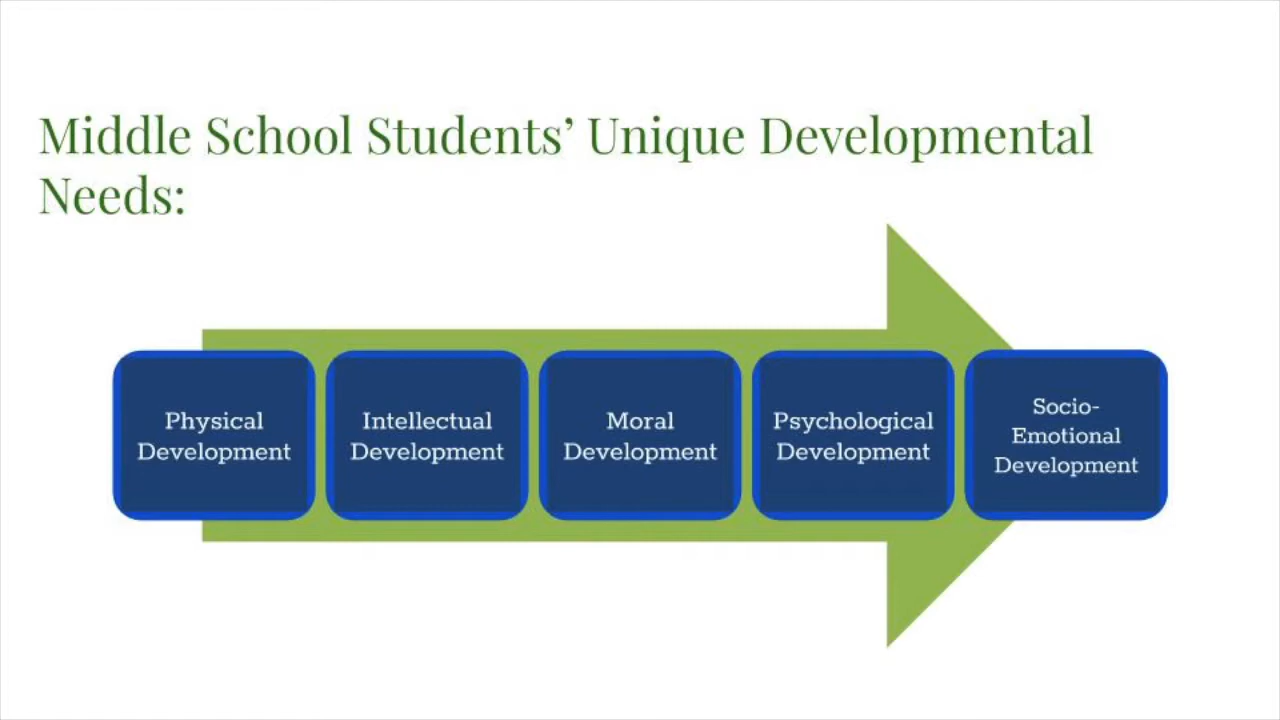 Middle School Students’ Unique Developmental
Needs:
Physical
Development
Intellectual
Development
Moral
Development
Psychological
Development
Socio-
Emotional
Development